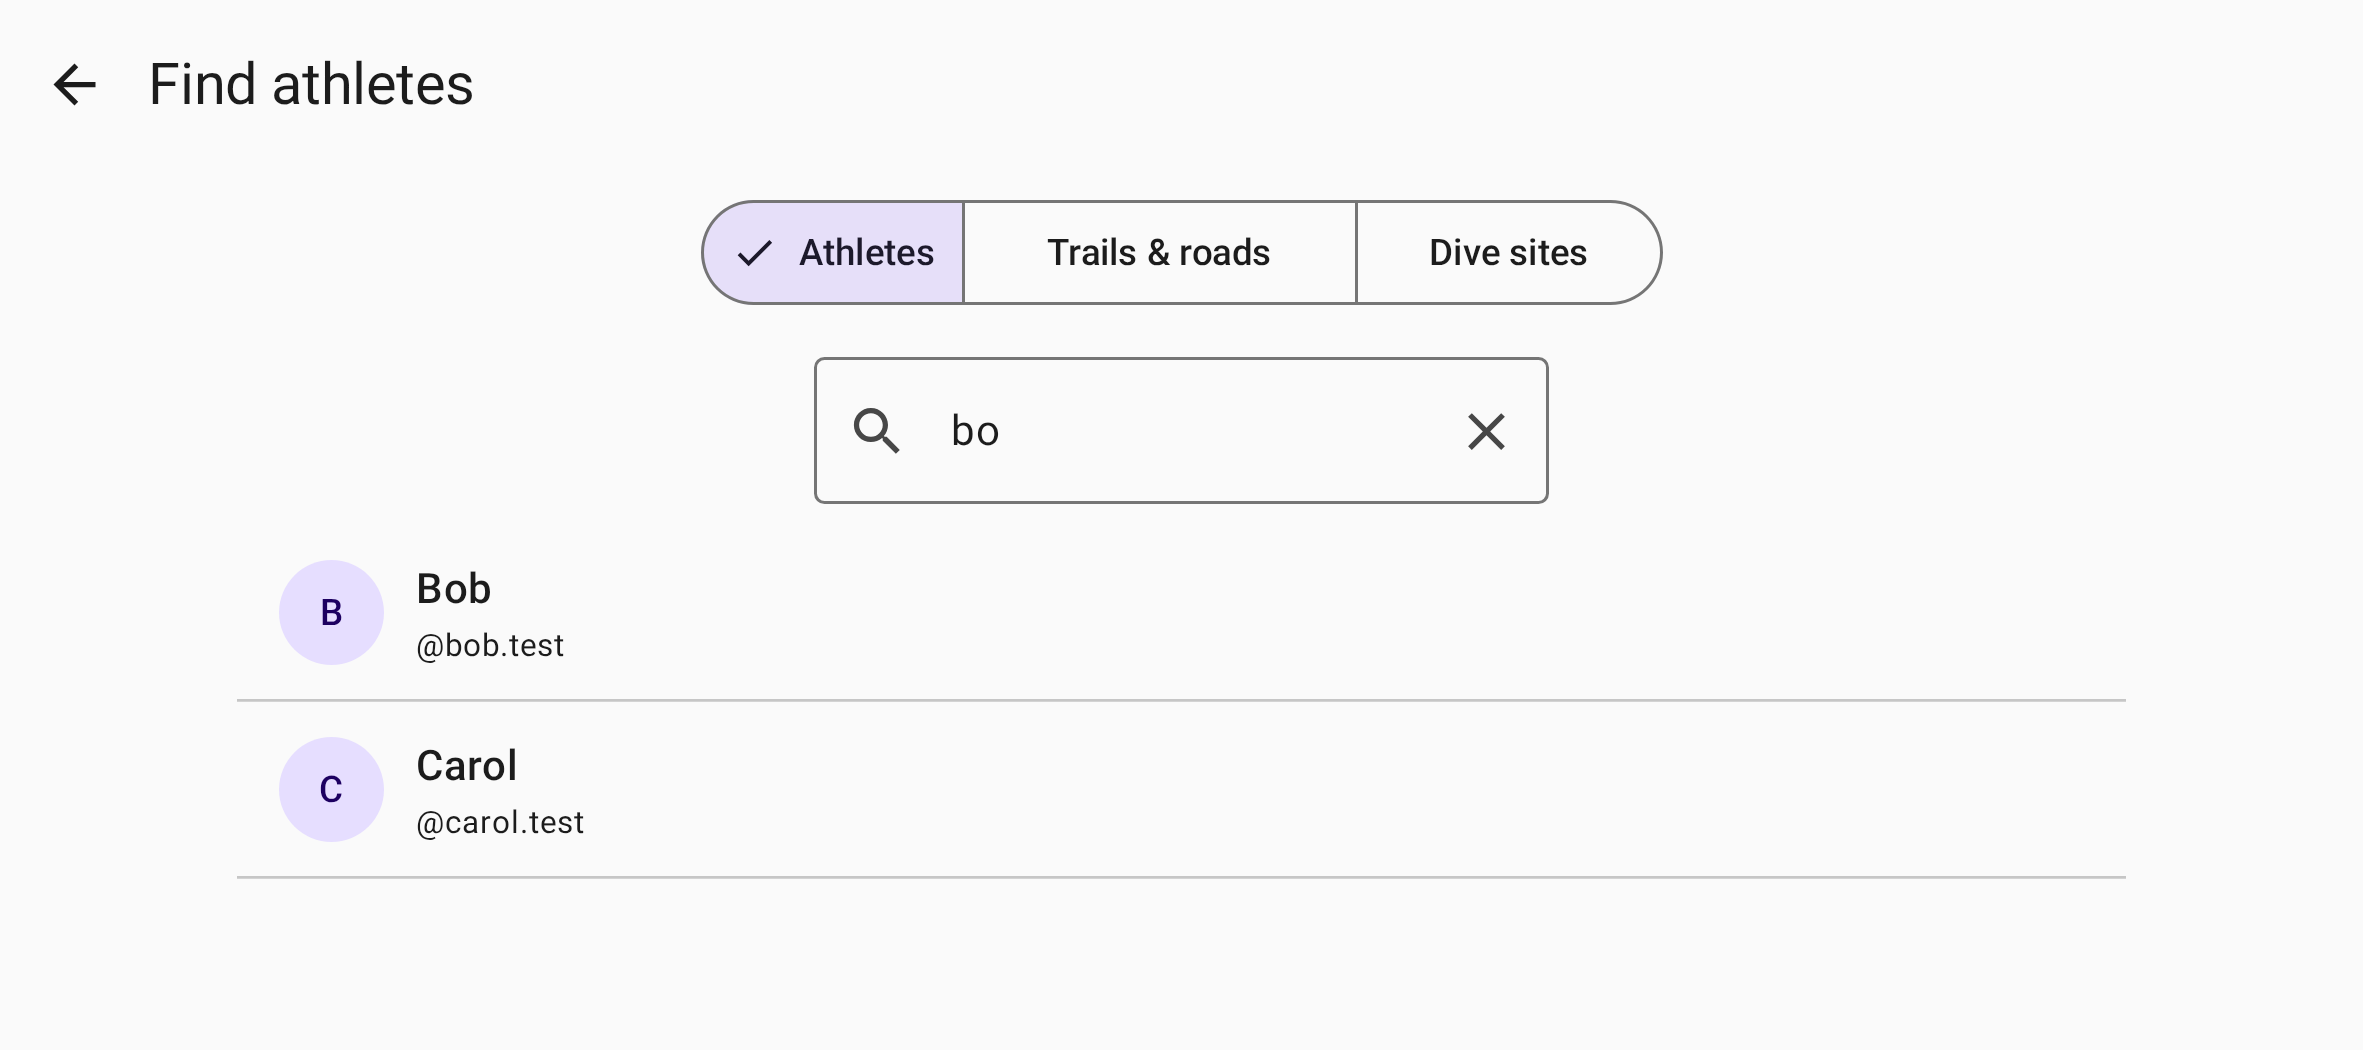 Find athletes
Athletes
Trails & roads
Dive sites
bo
B
Bob
@bob.test
C
Carol
@carol.test